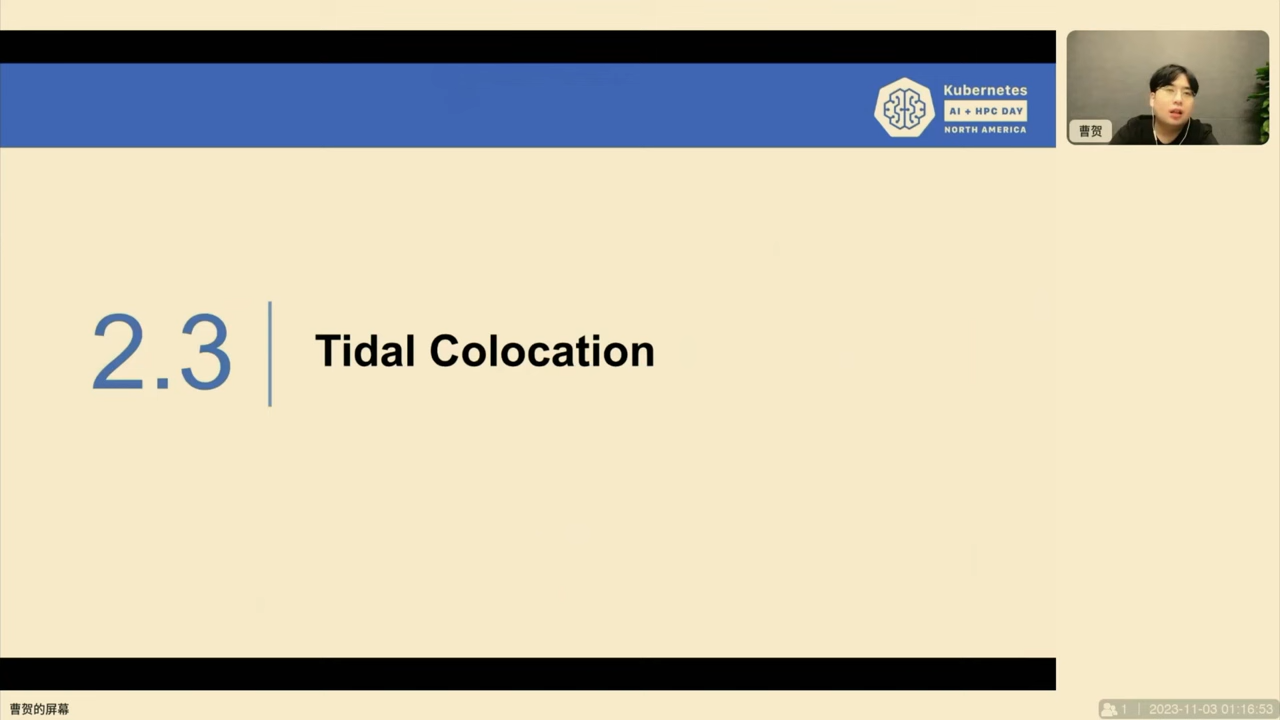 Kubernetes
AI + HPC DAY
NORTH AMERICA
曹贺
2.3
Tidal Colocation
曹贺的屏幕
1 | 2023-11-03 01:16:53